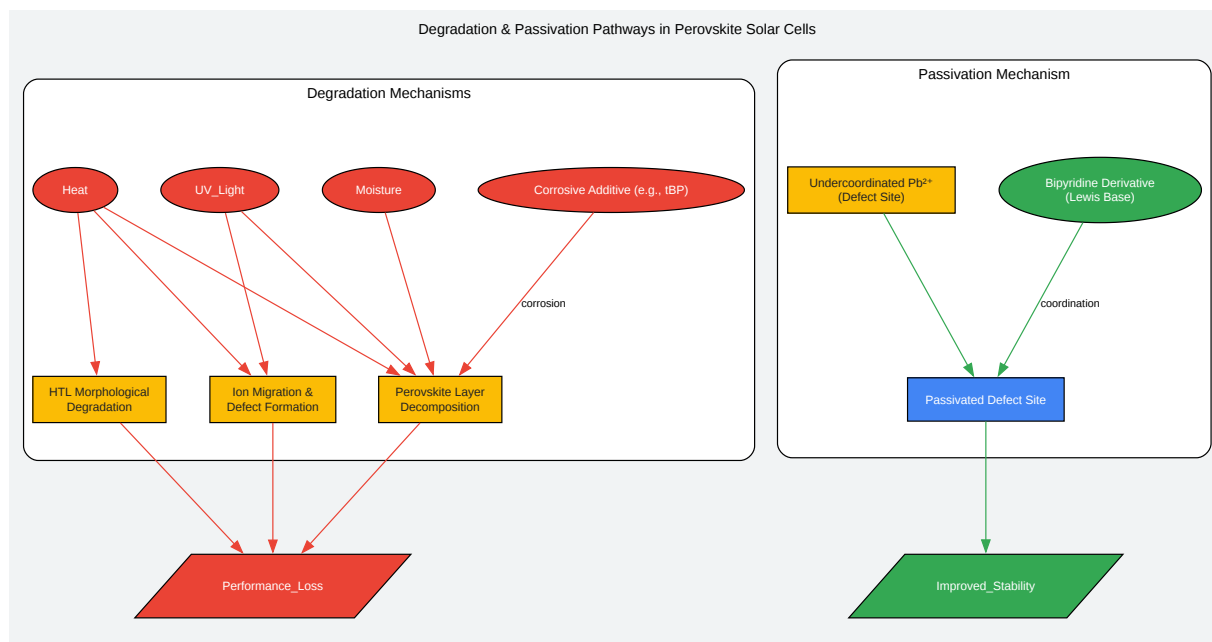 Degradation & Passivation Pathways in Perovskite Solar Cells
Degradation Mechanisms
Heat
UV_Light
Moisture
Corrosive Additive (e.g., tBP)
corrosion
HTL Morphological
Degradation
Ion Migration &
Defect Formation
Perovskite Layer
Decomposition
Performance_Loss
Passivation Mechanism
Undercoordinated Pb²⁺
(Defect Site)
Bipyridine Derivative
(Lewis Base)
coordination
Passivated Defect Site
Improved_Stability